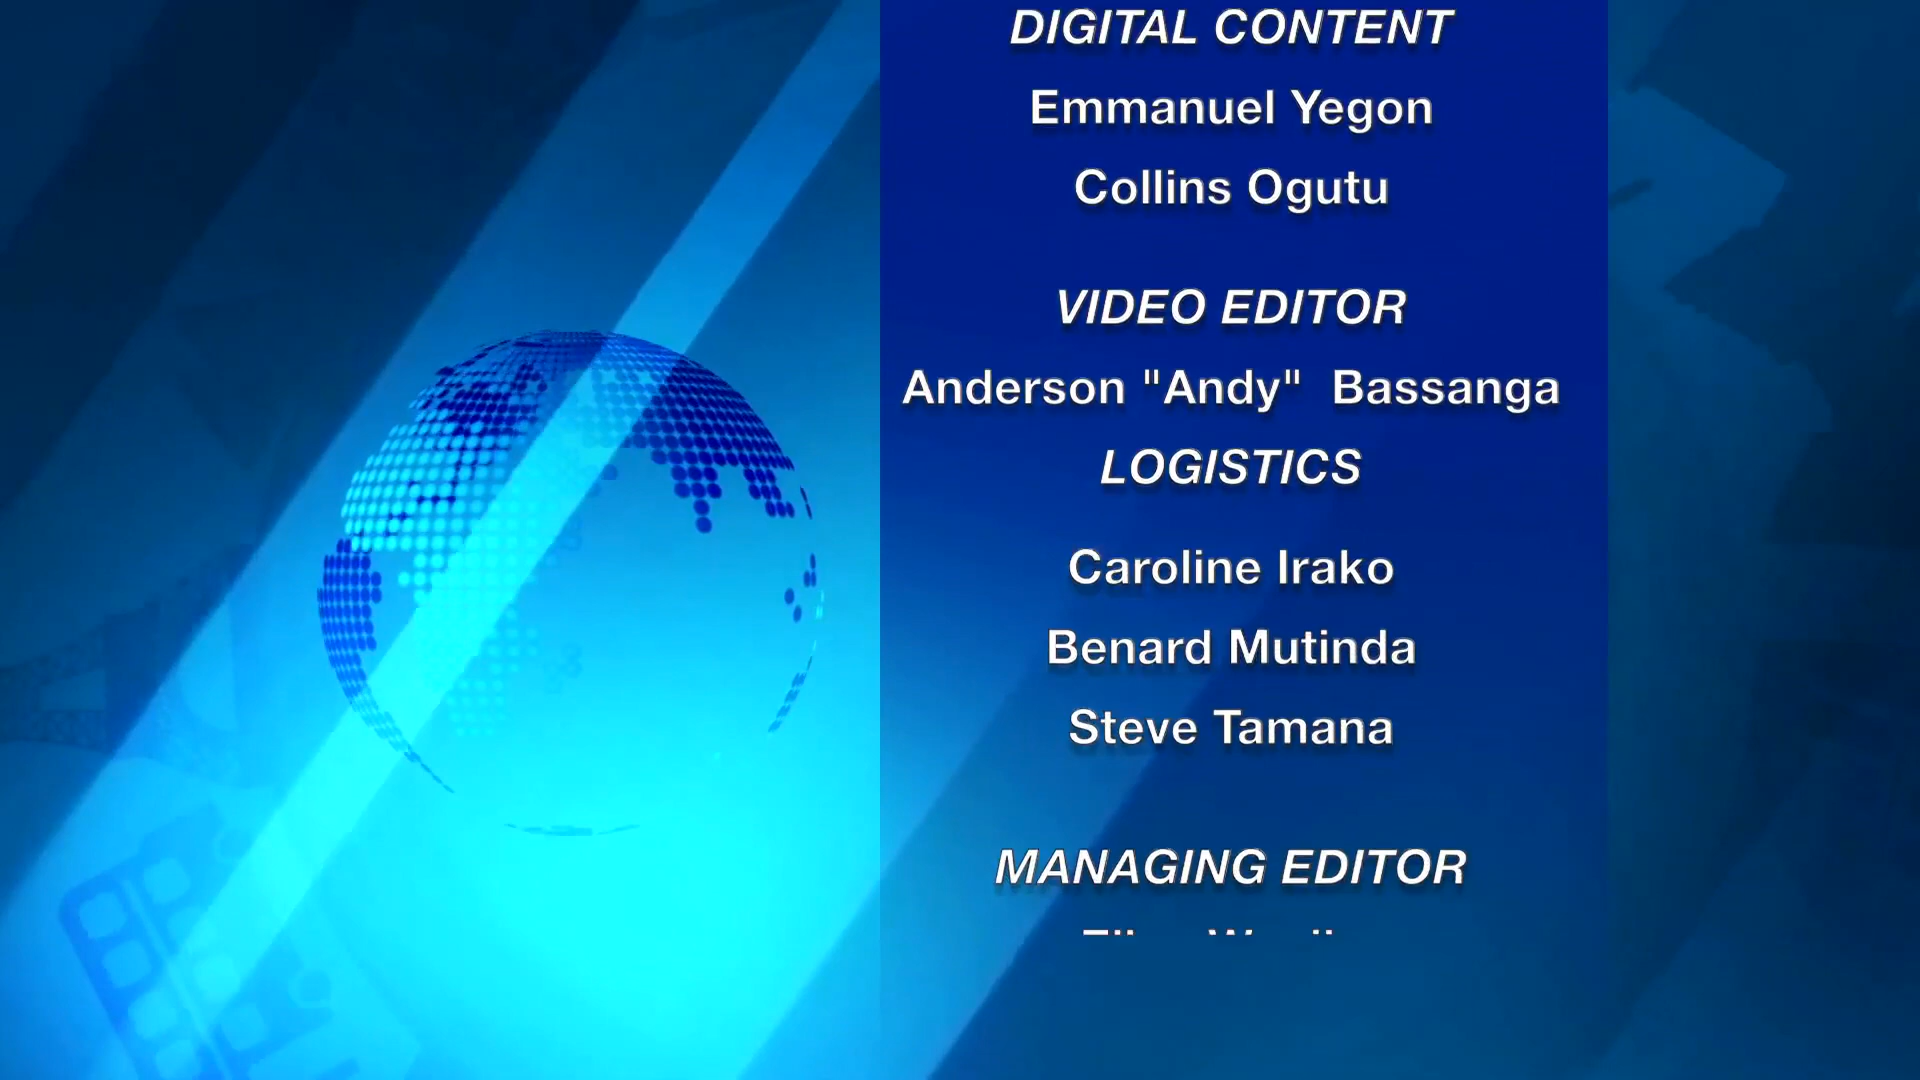 DIGITAL CONTENT
Emmanuel Yegon
Collins Ogutu
VIDEO EDITOR
Anderson "Andy"  Bassanga
LOGISTICS
Caroline Irako
Benard Mutinda
Steve Tamana
MANAGING EDITOR